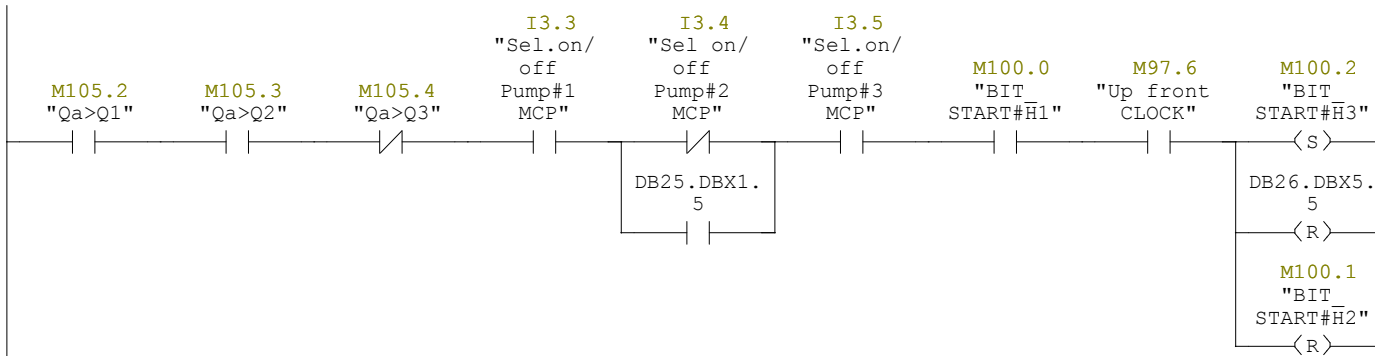 I3.3
"Sel.on/
off
Pump#1
MCP"
I3.4
"Sel on/
off
Pump#2
MCP"
I3.5
"Sel.on/
off
Pump#3
MCP"
M105.2
"Qa>Q1"
M105.3
"Qa>Q2"
M105.4
"Qa>Q3"
M100.0
"BIT_
START#H1"
M97.6
"Up front
CLOCK"
M100.2
"BIT_
START#H3"
S
DB25.DBX1.
5
DB26.DBX5.
5
R
M100.1
"BIT_
START#H2"
R